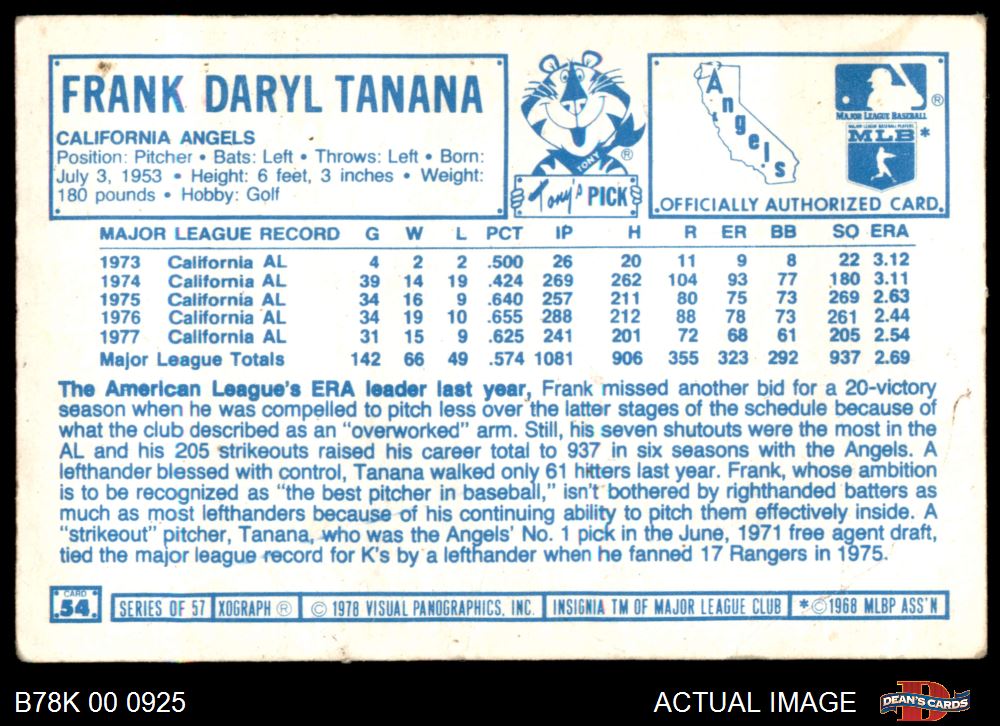 FRANK DARYL TANANA
CALIFORNIA ANGELS
Position: Pitcher • Bats: Left • Throws: Left • Born:
July 3, 1953 • Height: 6 feet, 3 inches • Weight:
180 pounds • Hobby: Golf
TONY ®
Tony's PICK
Angels
®
MAJOR LEAGUE BASEBALL
MAJOR LEAGUE BASEBALL PLAYERS
MLB *
OFFICIALLY AUTHORIZED CARD
MAJOR LEAGUE RECORD G W L PCT IP H R ER BB SO ERA
1973 California AL 4 2 2 .500 26 20 11 9 8 22 3.12
1974 California AL 39 14 19 .424 269 262 104 93 77 180 3.11
1975 California AL 34 16 9 .640 257 211 80 75 73 269 2.63
1976 California AL 34 19 10 .655 288 212 88 78 73 261 2.44
1977 California AL 31 15 9 .625 241 201 72 68 61 205 2.54
Major League Totals 142 66 49 .574 1081 906 355 323 292 937 2.69
The American League's ERA leader last year, Frank missed another bid for a 20-victory
season when he was compelled to pitch less over the latter stages of the schedule because of
what the club described as an "overworked" arm. Still, his seven shutouts were the most in the
AL and his 205 strikeouts raised his career total to 937 in six seasons with the Angels. A
lefthander blessed with control, Tanana walked only 61 hitters last year. Frank, whose ambition
is to be recognized as "the best pitcher in baseball," isn't bothered by righthanded batters as
much as most lefthanders because of his continuing ability to pitch them effectively inside. A
"strikeout" pitcher, Tanana, who was the Angels' No. 1 pick in the June, 1971 free agent draft,
tied the major league record for K's by a lefthander when he fanned 17 Rangers in 1975.
CARD
54
SERIES OF 57 XOGRAPH ® © 1978 VISUAL PANOGRAPHICS, INC. INSIGNIA TM OF MAJOR LEAGUE CLUB *©1968 MLBP ASS'N
B78K 00 0925 ACTUAL IMAGE DEAN'S CARDS